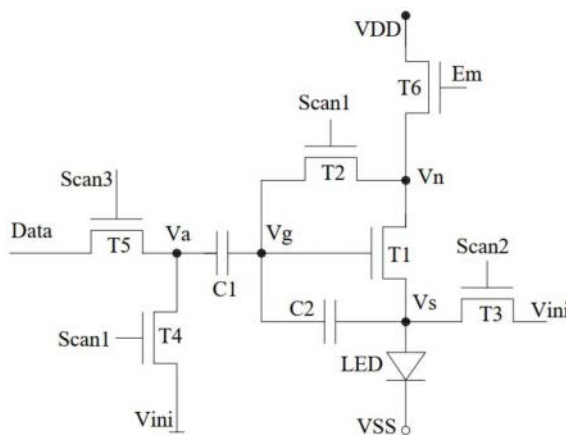 VDD
Em
T6
Scan1
T2
Vn
Scan3
Data
Va
Vg
T5
T1
Scan2
C1
C2
Vs
T3
Vini
Scan1
T4
LED
Vini
VSS